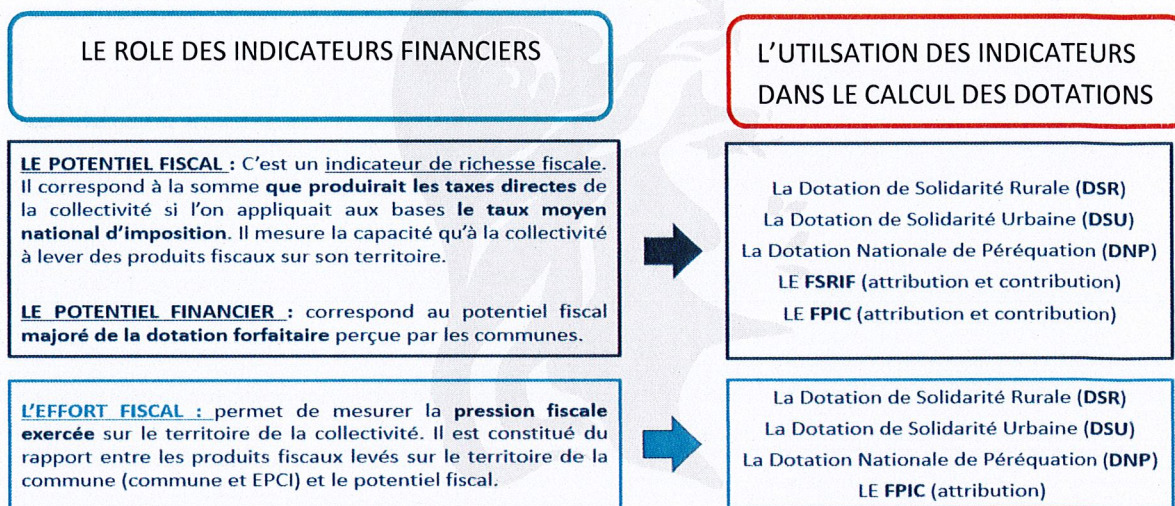 LE ROLE DES INDICATEURS FINANCIERS
L'UTILSATION DES INDICATEURS
DANS LE CALCUL DES DOTATIONS
LE POTENTIEL FISCAL : C'est un indicateur de richesse fiscale.
Il correspond à la somme que produirait les taxes directes de
la collectivité si l'on appliquait aux bases le taux moyen
national d'imposition. Il mesure la capacité qu'à la collectivité
à lever des produits fiscaux sur son territoire.
LE POTENTIEL FINANCIER : correspond au potentiel fiscal
majoré de la dotation forfaitaire perçue par les communes.
La Dotation de Solidarité Rurale (DSR)
La Dotation de Solidarité Urbaine (DSU)
La Dotation Nationale de Péréquation (DNP)
LE FSRIF (attribution et contribution)
LE FPIC (attribution et contribution)
L'EFFORT FISCAL : permet de mesurer la pression fiscale
exercée sur le territoire de la collectivité. Il est constitué du
rapport entre les produits fiscaux levés sur le territoire de la
commune (commune et EPCI) et le potentiel fiscal.
La Dotation de Solidarité Rurale (DSR)
La Dotation de Solidarité Urbaine (DSU)
La Dotation Nationale de Péréquation (DNP)
LE FPIC (attribution)